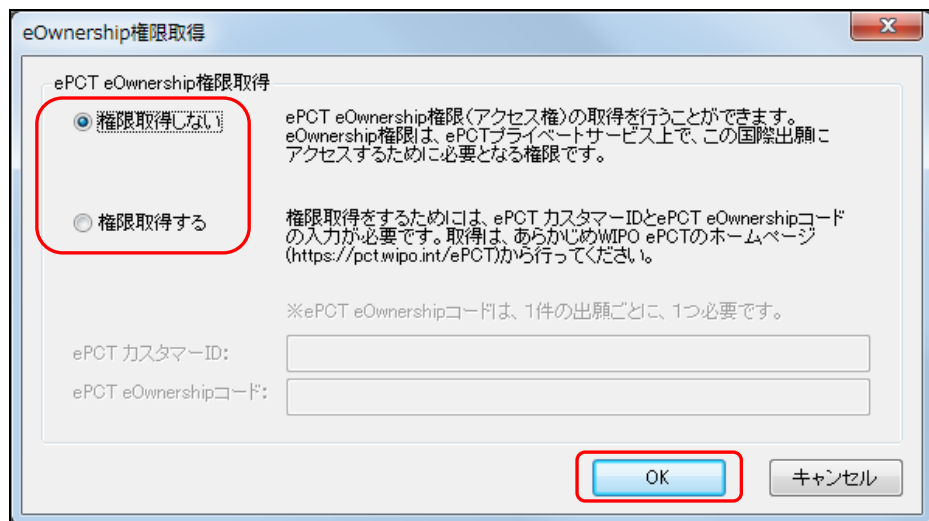 eOwnership権限取得
ePCT eOwnership権限取得
権限取得しない
ePCT eOwnership権限(アクセス権)の取得を行うことができます。
eOwnership権限は、ePCTプライベートサービス上で、この国際出願に
アクセスするために必要となる権限です。
権限取得する
権限取得をするためには、ePCT カスタマーIDとePCT eOwnershipコード
の入力が必要です。取得は、あらかじめWIPO ePCTのホームページ
(https://pct.wipo.int/ePCT)から行ってください。
※ePCT eOwnershipコードは、1件の出願ごとに、1つ必要です。
ePCT カスタマーID:
ePCT eOwnershipコード:
OK
キャンセル